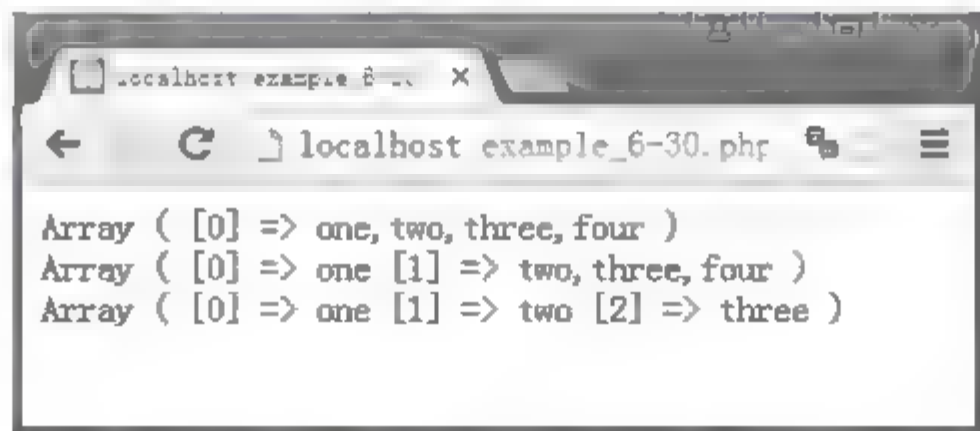 localhost example_6-30.php
Array ( [0] => one, two, three, four )
Array ( [0] => one [1] => two, three, four )
Array ( [0] => one [1] => two [2] => three )